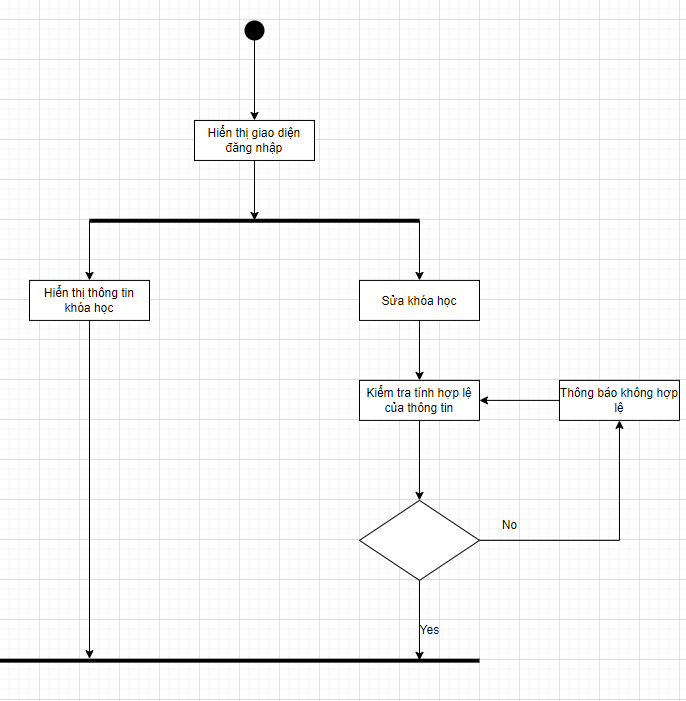 Hiển thị giao diện
đăng nhập
Hiển thị thông tin
khóa học
Sửa khóa học
Kiểm tra tính hợp lệ
của thông tin
Thông báo không hợp
lệ
No
Yes